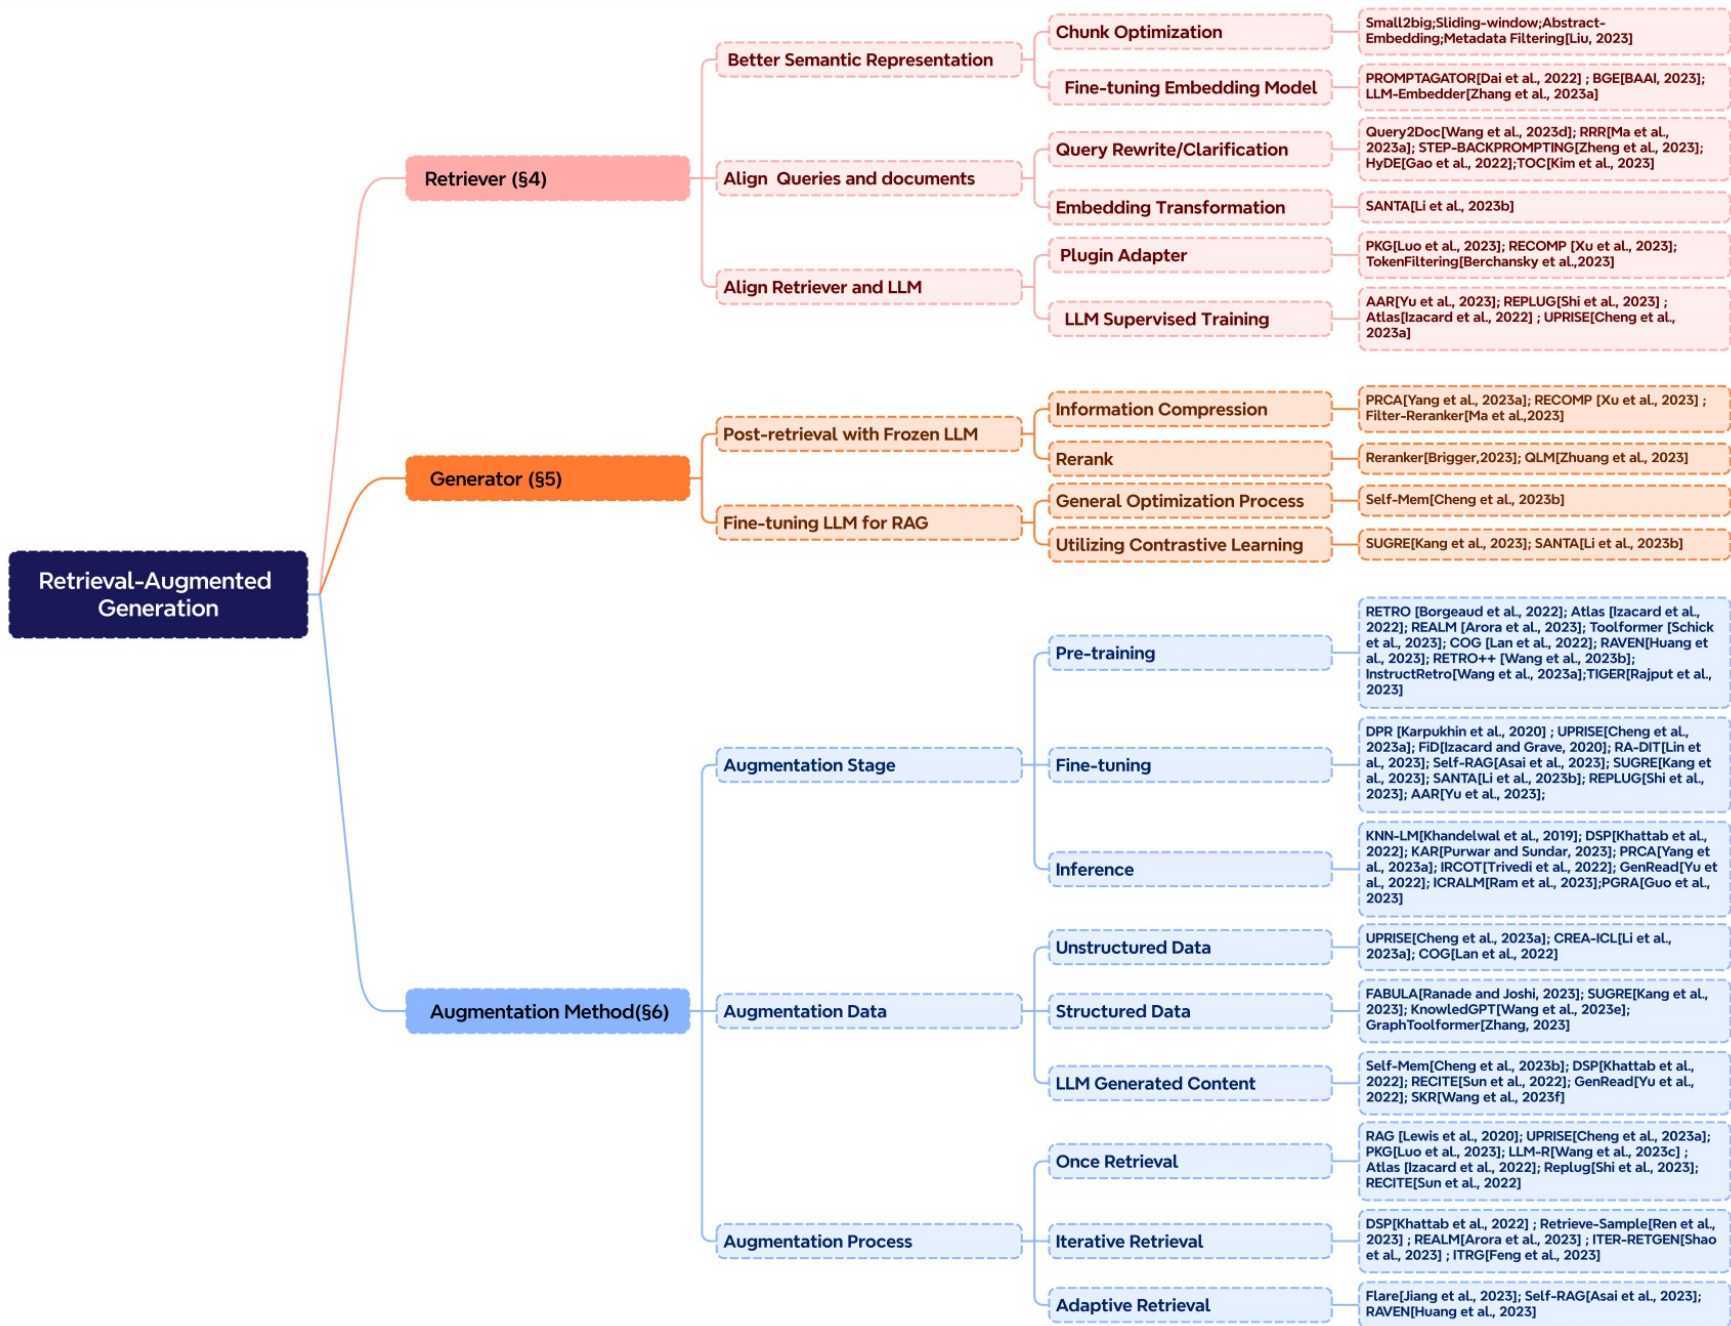 Retrieval-Augmented
Generation
Retriever (§4)
Better Semantic Representation
Chunk Optimization
Small2big;Sliding-window;Abstract-
Embedding;Metadata Filtering[Liu, 2023]
Fine-tuning Embedding Model
PROMPTAGATOR[Dai et al., 2022] ; BGE[BAAI, 2023];
LLM-Embedder[Zhang et al., 2023a]
Align  Queries and documents
Query Rewrite/Clarification
Query2Doc[Wang et al., 2023d]; RRR[Ma et al.,
2023a]; STEP-BACKPROMPTING[Zheng et al., 2023];
HyDE[Gao et al., 2022];TOC[Kim et al., 2023]
Embedding Transformation
SANTA[Li et al., 2023b]
Align Retriever and LLM
Plugin Adapter
PKG[Luo et al., 2023]; RECOMP [Xu et al., 2023];
TokenFiltering[Berchansky et al.,2023]
LLM Supervised Training
AAR[Yu et al., 2023]; REPLUG[Shi et al., 2023] ;
Atlas[Izacard et al., 2022] ; UPRISE[Cheng et al.,
2023a]
Generator (§5)
Post-retrieval with Frozen LLM
Information Compression
PRCA[Yang et al., 2023a]; RECOMP [Xu et al., 2023] ;
Filter-Reranker[Ma et al.,2023]
Rerank
Reranker[Brigger,2023]; QLM[Zhuang et al., 2023]
Fine-tuning LLM for RAG
General Optimization Process
Self-Mem[Cheng et al., 2023b]
Utilizing Contrastive Learning
SUGRE[Kang et al., 2023]; SANTA[Li et al., 2023b]
Augmentation Method(§6)
Augmentation Stage
Pre-training
RETRO [Borgeaud et al., 2022]; Atlas [Izacard et al.,
2022]; REALM [Arora et al., 2023]; Toolformer [Schick
et al., 2023]; COG [Lan et al., 2022]; RAVEN[Huang et
al., 2023]; RETRO++ [Wang et al., 2023b];
InstructRetro[Wang et al., 2023a];TIGER[Rajput et al.,
2023]
Fine-tuning
DPR [Karpukhin et al., 2020] ; UPRISE[Cheng et al.,
2023a]; FiD[Izacard and Grave, 2020]; RA-DIT[Lin et
al., 2023]; Self-RAG[Asai et al., 2023]; SUGRE[Kang et
al., 2023]; SANTA[Li et al., 2023b]; REPLUG[Shi et al.,
2023]; AAR[Yu et al., 2023];
Inference
KNN-LM[Khandelwal et al., 2019]; DSP[Khattab et al.,
2022]; KAR[Purwar and Sundar, 2023]; PRCA[Yang et
al., 2023a]; IRCOT[Trivedi et al., 2022]; GenRead[Yu et
al., 2022]; ICRALM[Ram et al., 2023];PGRA[Guo et al.,
2023]
Augmentation Data
Unstructured Data
UPRISE[Cheng et al., 2023a]; CREA-ICL[Li et al.,
2023a]; COG[Lan et al., 2022]
Structured Data
FABULA[Ranade and Joshi, 2023]; SUGRE[Kang et al.,
2023]; KnowledGPT[Wang et al., 2023e];
GraphToolformer[Zhang, 2023]
LLM Generated Content
Self-Mem[Cheng et al., 2023b]; DSP[Khattab et al.,
2022]; RECITE[Sun et al., 2022]; GenRead[Yu et al.,
2022]; SKR[Wang et al., 2023f]
Augmentation Process
Once Retrieval
RAG [Lewis et al., 2020]; UPRISE[Cheng et al., 2023a];
PKG[Luo et al., 2023]; LLM-R[Wang et al., 2023c] ;
Atlas [Izacard et al., 2022]; Replug[Shi et al., 2023];
RECITE[Sun et al., 2022]
Iterative Retrieval
DSP[Khattab et al., 2022] ; Retrieve-Sample[Ren et al.,
2023] ; REALM[Arora et al., 2023] ; ITER-RETGEN[Shao
et al., 2023] ; ITRG[Feng et al., 2023]
Adaptive Retrieval
Flare[Jiang et al., 2023]; Self-RAG[Asai et al., 2023];
RAVEN[Huang et al., 2023]